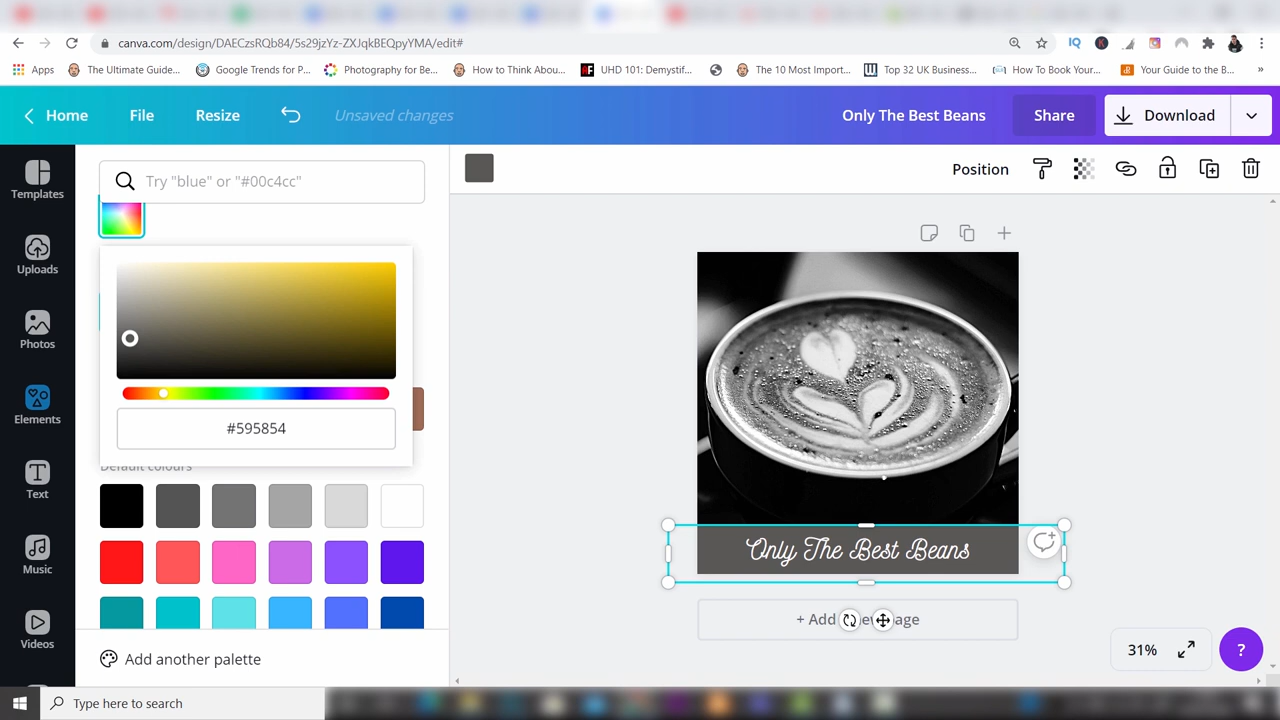 canva.com/design/DAECzsRQb84/5s29jzYz-ZXJqkBEQpyYMA/edit#
Apps
The Ultimate Guide...
Google Trends for P...
Photography for Be...
How to Think Abou...
UHD 101: Demystif...
The 10 Most Import...
Top 32 UK Business...
How To Book Your...
Your Guide to the B...
»
Home
File
Resize
Unsaved changes
Only The Best Beans
Share
Download
Try "blue" or "#00c4cc"
Position
Templates
Uploads
Photos
Elements
Text
Music
Videos
#595854
Default colours
Only The Best Beans
+ Add
age
Add another palette
31%
?
Type here to search